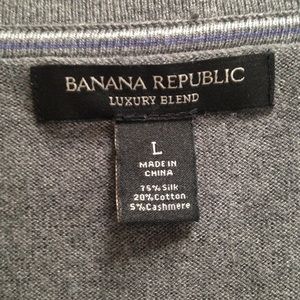 BANANA REPUBLIC
LUXURY BLEND
L
MADE IN
CHINA
75% Silk
20% Cotton
5% Cashmere